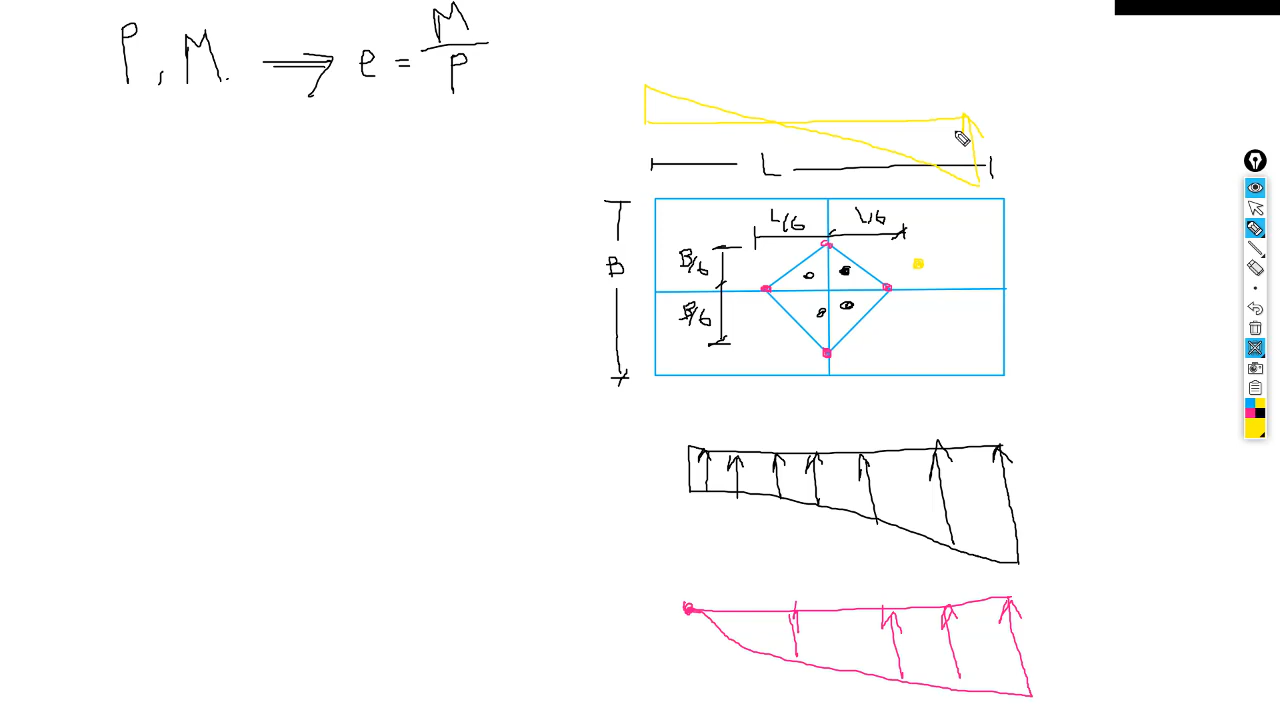 P, M. ⟹ e = M/P
L
L/6 L/6
B/6
B
B/6